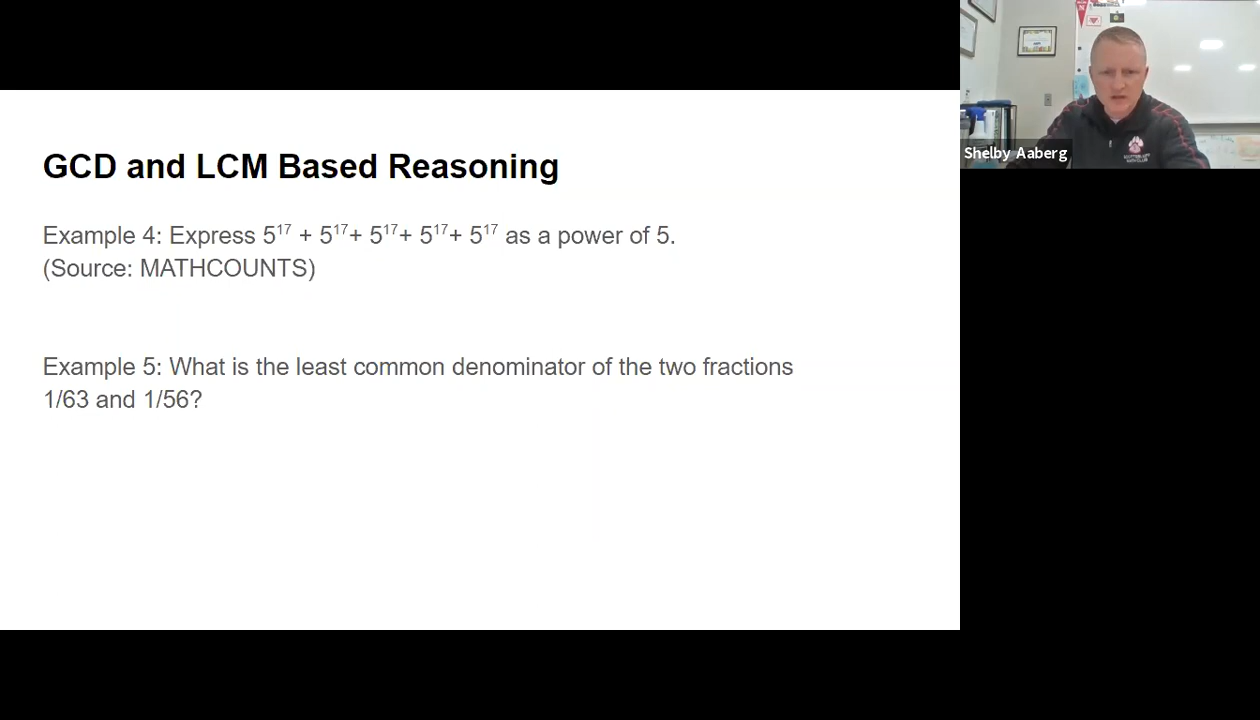 GCD and LCM Based Reasoning
Example 4: Express 5¹⁷ + 5¹⁷+ 5¹⁷+ 5¹⁷+ 5¹⁷ as a power of 5.
(Source: MATHCOUNTS)
Example 5: What is the least common denominator of the two fractions
1/63 and 1/56?
Shelby Aaberg